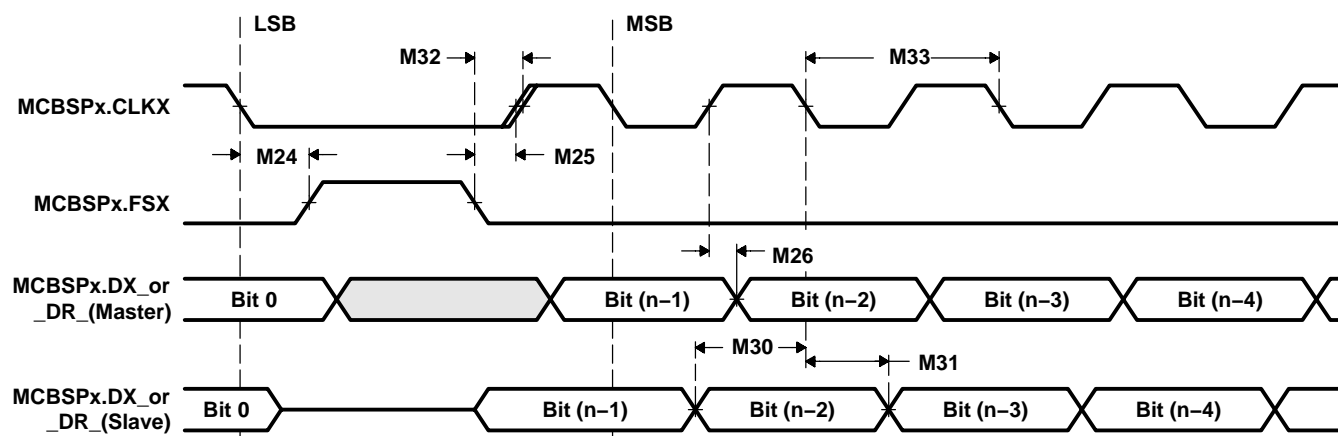 LSB MSB
M32 M33
MCBSPx.CLKX
M24 M25
MCBSPx.FSX
M26
MCBSPx.DX_or
_DR_(Master)
Bit 0 Bit (n–1) Bit (n–2) Bit (n–3) Bit (n–4)
M30 M31
MCBSPx.DX_or
_DR_(Slave)
Bit 0 Bit (n–1) Bit (n–2) Bit (n–3) Bit (n–4)